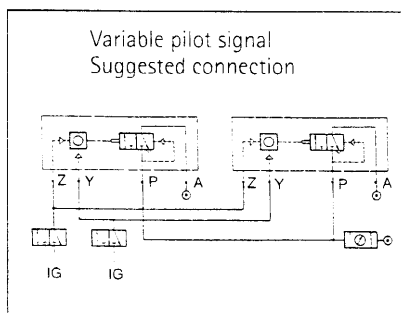 Variable pilot signal
Suggested connection
Z Y P A Z Y P A
IG IG